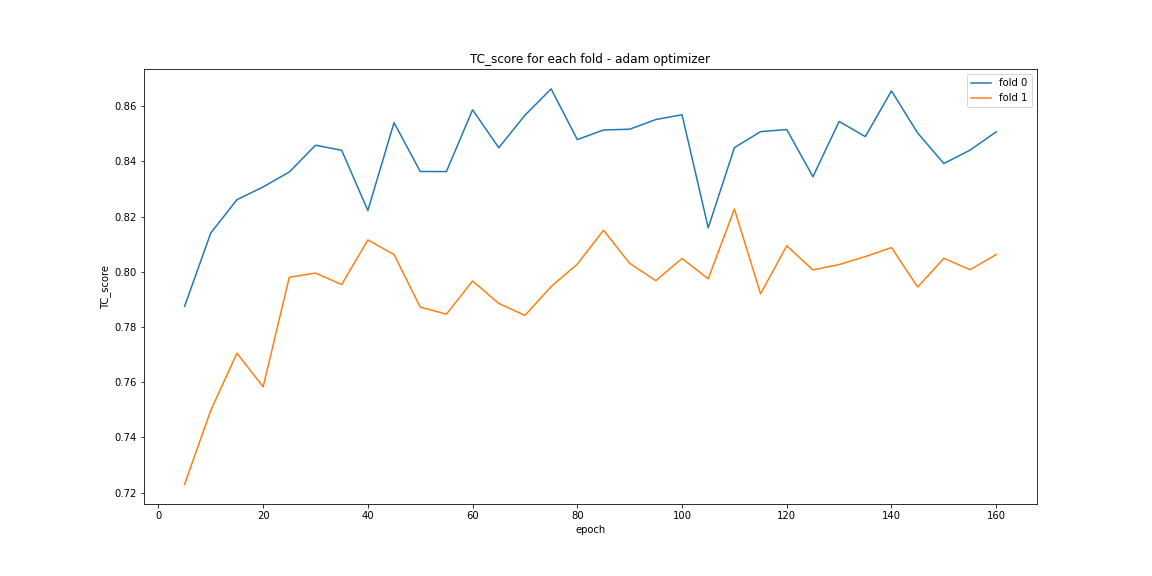 TC_score for each fold - adam optimizer
fold 0
fold 1
0.86
0.84
0.82
0.80
0.78
0.76
0.74
0.72
TC_score
0 20 40 60 80 100 120 140 160
epoch